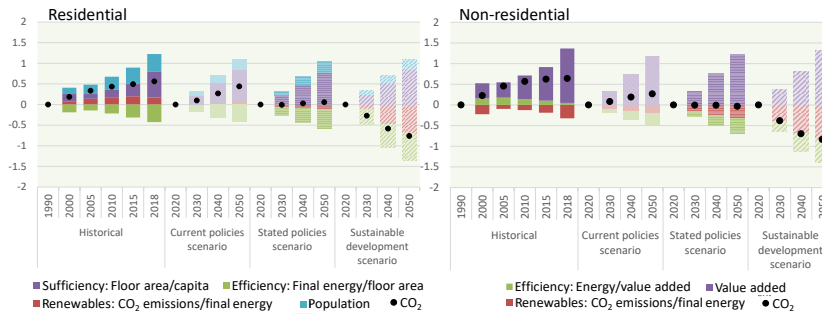 Residential
Non-residential
2
1.5
1
0.5
0
-0.5
-1
-1.5
-2
1990
2000
2005
2010
2015
2018
2020
2030
2040
2050
2020
2030
2040
2050
2020
2030
2040
2050
Historical
Current policies scenario
Stated policies scenario
Sustainable development scenario
2
1.5
1
0.5
0
-0.5
-1
-1.5
-2
1990
2000
2005
2010
2015
2018
2020
2030
2040
2050
2020
2030
2040
2050
2020
2030
2040
2050
Historical
Current policies scenario
Stated policies scenario
Sustainable development scenario
Sufficiency: Floor area/capita
Efficiency: Final energy/floor area
Renewables: CO₂ emissions/final energy
Population
CO₂
Efficiency: Energy/value added
Value added
Renewables: CO₂ emissions/final energy
CO₂